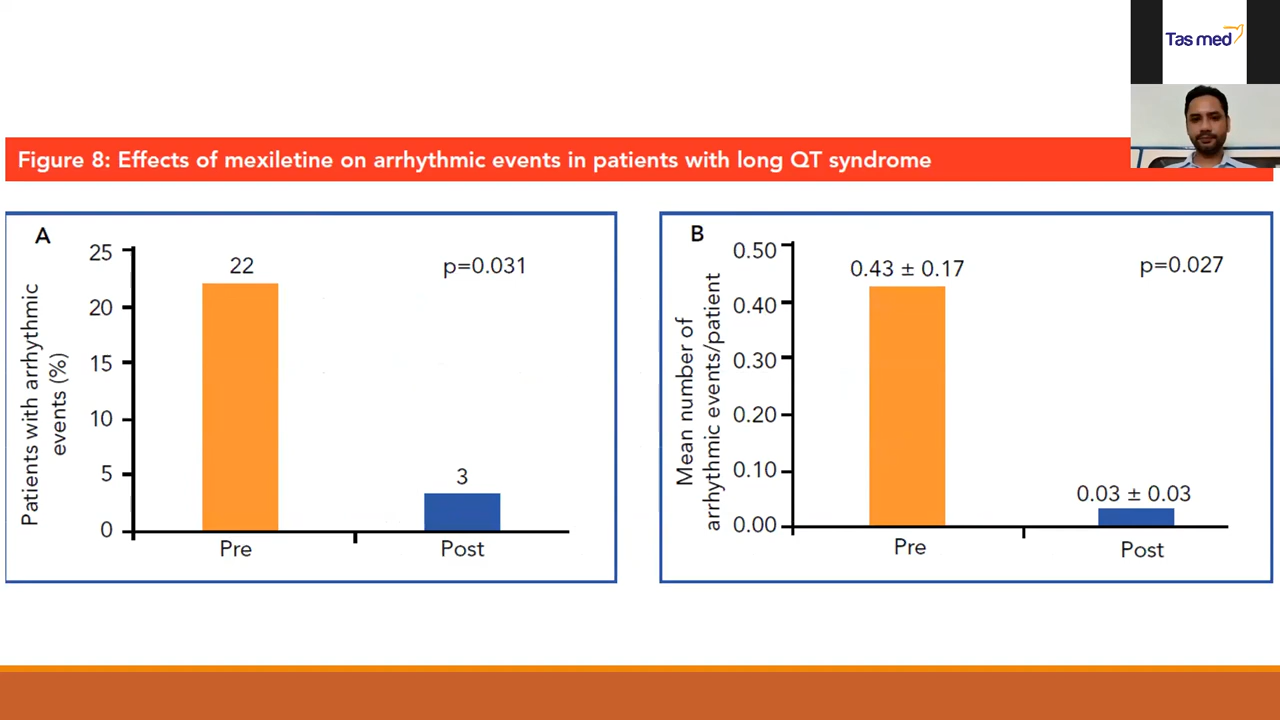 Tas med
Figure 8: Effects of mexiletine on arrhythmic events in patients with long QT syndrome
A
25
20
15
10
5
0
Patients with arrhythmic
events (%)
22
p=0.031
3
Pre
Post
B
0.50
0.40
0.30
0.20
0.10
0.00
Mean number of
arrhythmic events/patient
0.43 ± 0.17
p=0.027
0.03 ± 0.03
Pre
Post